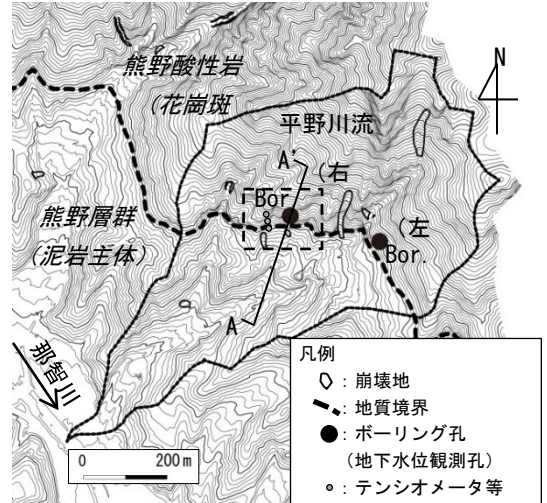 熊野酸性岩
(花崗斑
N
平野川流
A'
(右
Bor
熊野層群
(泥岩主体)
(左
Bor.
A
那智川
凡例
：崩壊地
：地質境界
：ボーリング孔
(地下水位観測孔)
：テンシオメータ等
0 200 m